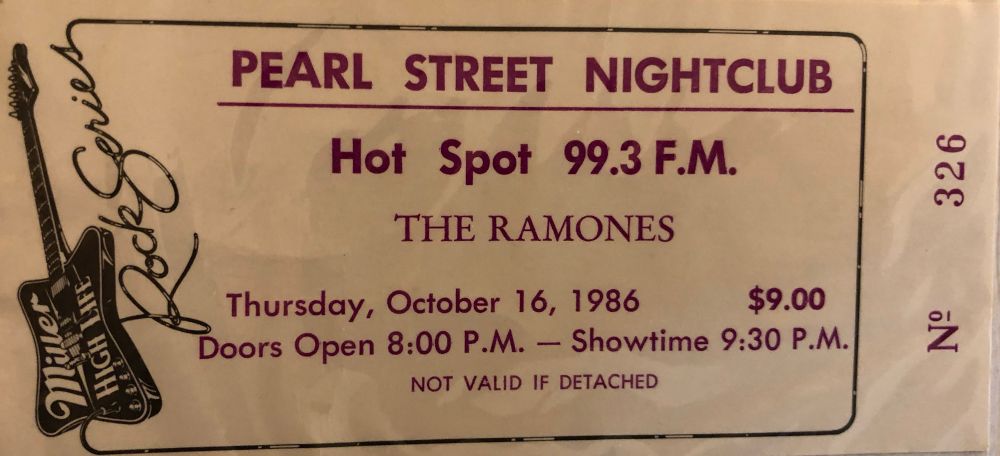 PEARL STREET NIGHTCLUB
Hot Spot 99.3 F.M.
THE RAMONES
Thursday, October 16, 1986 $9.00
Doors Open 8:00 P.M. — Showtime 9:30 P.M.
NOT VALID IF DETACHED
Miller
HIGH LIFE
Rock Series
Nº 326